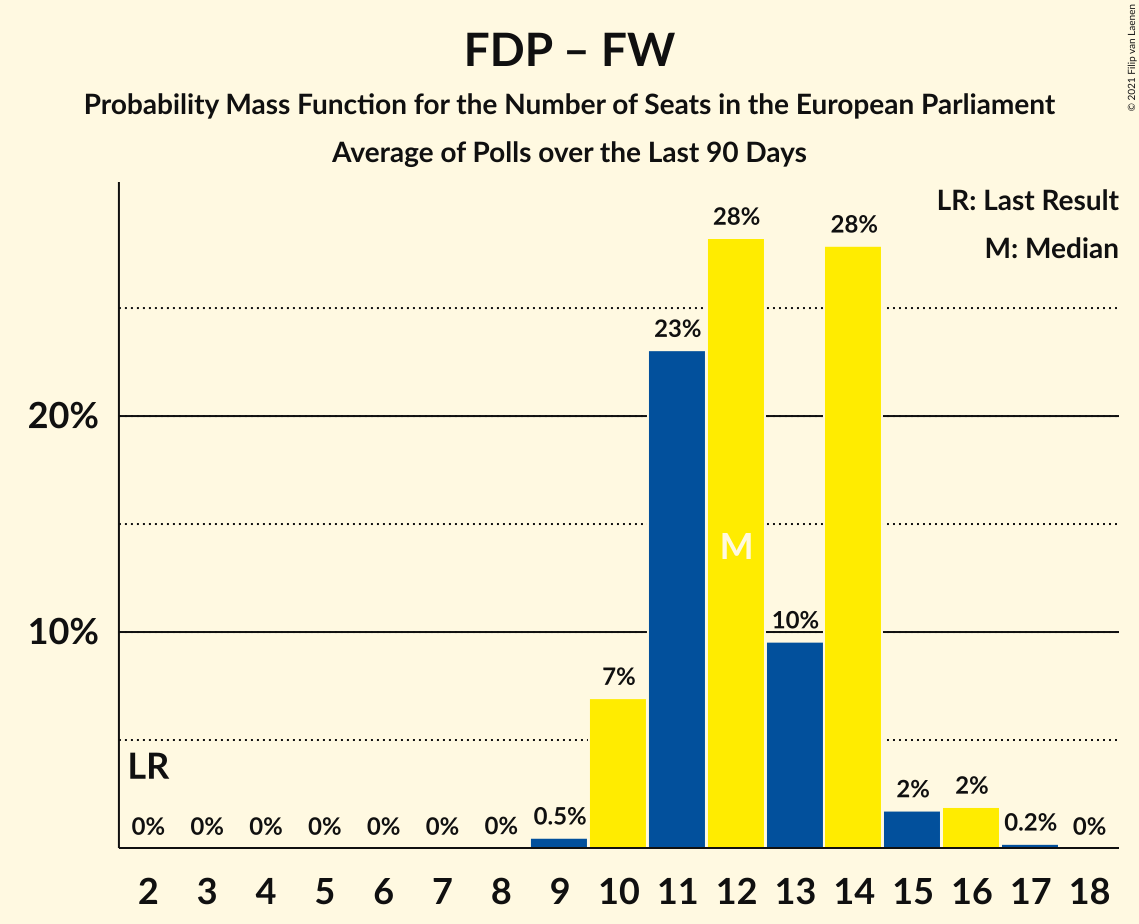 FDP – FW
Probability Mass Function for the Number of Seats in the European Parliament
Average of Polls over the Last 90 Days
© 2021 Filip van Laenen
LR: Last Result
M: Median
20%
10%
LR
M
0%
0%
0%
0%
0%
0%
0%
0.5%
7%
23%
28%
10%
28%
2%
2%
0.2%
0%
2 3 4 5 6 7 8 9 10 11 12 13 14 15 16 17 18